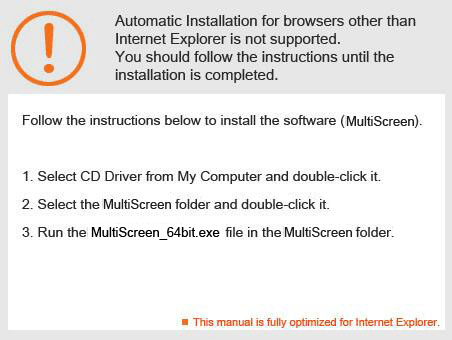 Automatic Installation for browsers other than
Internet Explorer is not supported.
You should follow the instructions until the
installation is completed.
Follow the instructions below to install the software (MultiScreen).
1. Select CD Driver from My Computer and double-click it.
2. Select the MultiScreen folder and double-click it.
3. Run the MultiScreen_64bit.exe file in the MultiScreen folder.
This manual is fully optimized for Internet Explorer.